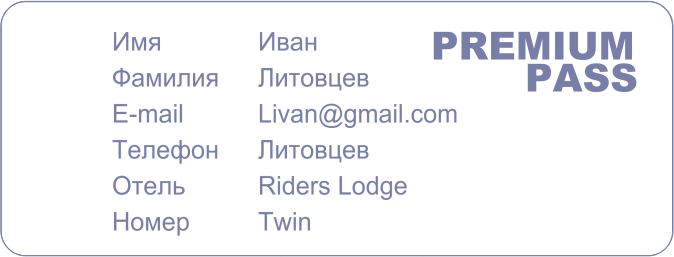 Имя Иван
Фамилия Литовцев
E-mail Livan@gmail.com
Телефон Литовцев
Отель Riders Lodge
Номер Twin
PREMIUM
PASS